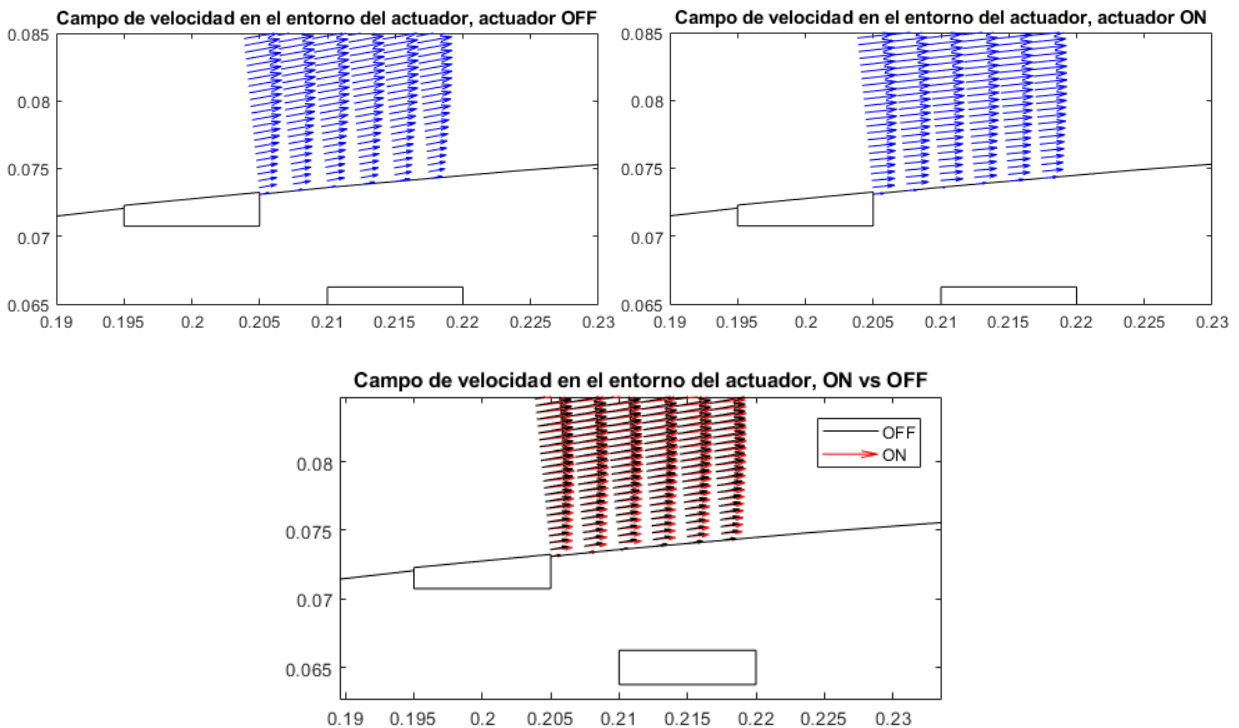 Campo de velocidad en el entorno del actuador, actuador OFF
0.085
0.08
0.075
0.07
0.065
0.19 0.195 0.2 0.205 0.21 0.215 0.22 0.225 0.23
Campo de velocidad en el entorno del actuador, actuador ON
0.085
0.08
0.075
0.07
0.065
0.19 0.195 0.2 0.205 0.21 0.215 0.22 0.225 0.23
Campo de velocidad en el entorno del actuador, ON vs OFF
OFF
ON
0.08
0.075
0.07
0.065
0.19 0.195 0.2 0.205 0.21 0.215 0.22 0.225 0.23